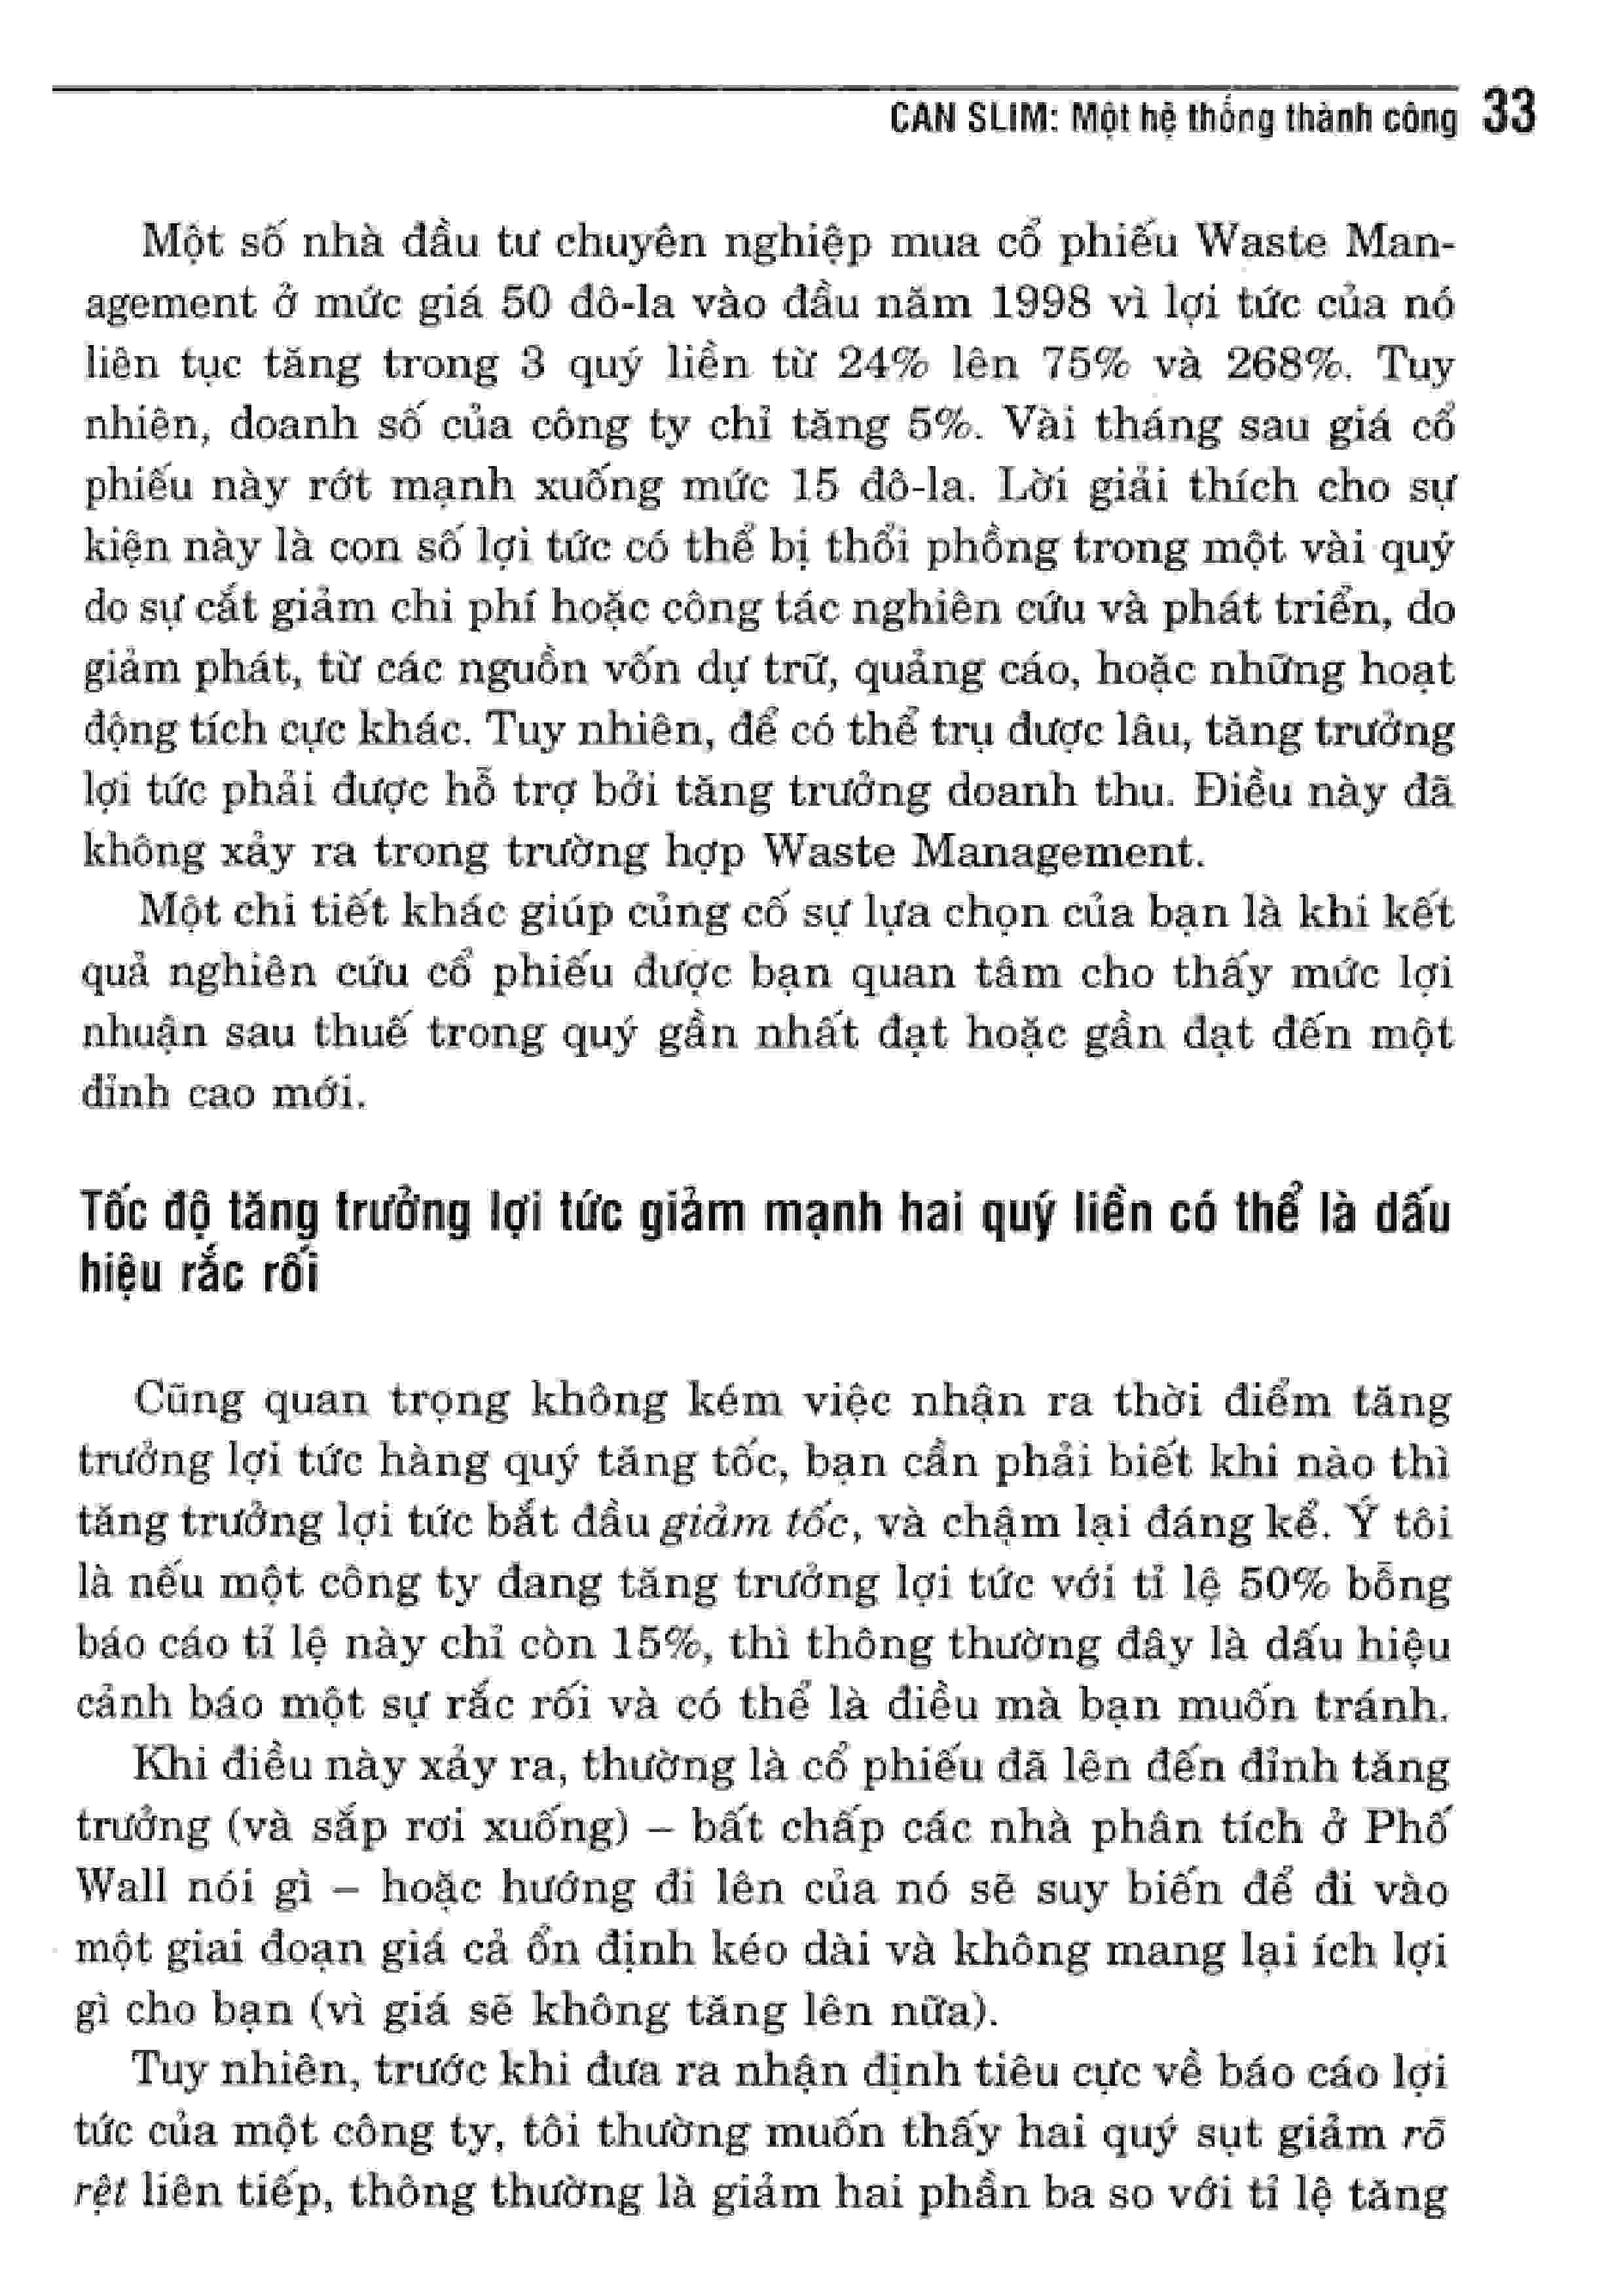 CAN SLIM: Một hệ thống thành công 33
Một số nhà đầu tư chuyên nghiệp mua cổ phiếu Waste Man-
agement ở mức giá 50 đô-la vào đầu năm 1998 vì lợi tức của nó
liên tục tăng trong 3 quý liền từ 24% lên 75% và 268%. Tuy
nhiên, doanh số của công ty chỉ tăng 5%. Vài tháng sau giá cổ
phiếu này rớt mạnh xuống mức 15 đô-la. Lời giải thích cho sự
kiện này là con số lợi tức có thể bị thổi phồng trong một vài quý
do sự cắt giảm chi phí hoặc công tác nghiên cứu và phát triển, do
giảm phát, từ các nguồn vốn dự trữ, quảng cáo, hoặc những hoạt
động tích cực khác. Tuy nhiên, để có thể trụ được lâu, tăng trưởng
lợi tức phải được hỗ trợ bởi tăng trưởng doanh thu. Điều này đã
không xảy ra trong trường hợp Waste Management.
Một chi tiết khác giúp củng cố sự lựa chọn của bạn là khi kết
quả nghiên cứu cổ phiếu được bạn quan tâm cho thấy mức lợi
nhuận sau thuế trong quý gần nhất đạt hoặc gần đạt đến một
đỉnh cao mới.
Tốc độ tăng trưởng lợi tức giảm mạnh hai quý liền có thể là dấu
hiệu rắc rối
Cũng quan trọng không kém việc nhận ra thời điểm tăng
trưởng lợi tức hàng quý tăng tốc, bạn cần phải biết khi nào thì
tăng trưởng lợi tức bắt đầu giảm tốc, và chậm lại đáng kể. Ý tôi
là nếu một công ty đang tăng trưởng lợi tức với tỉ lệ 50% bỗng
báo cáo tỉ lệ này chỉ còn 15%, thì thông thường đây là dấu hiệu
cảnh báo một sự rắc rối và có thể là điều mà bạn muốn tránh.
Khi điều này xảy ra, thường là cổ phiếu đã lên đến đỉnh tăng
trưởng (và sắp rơi xuống) – bất chấp các nhà phân tích ở Phố
Wall nói gì – hoặc hướng đi lên của nó sẽ suy biến để đi vào
một giai đoạn giá cả ổn định kéo dài và không mang lại ích lợi
gì cho bạn (vì giá sẽ không tăng lên nữa).
Tuy nhiên, trước khi đưa ra nhận định tiêu cực về báo cáo lợi
tức của một công ty, tôi thường muốn thấy hai quý sụt giảm rõ
rệt liên tiếp, thông thường là giảm hai phần ba so với tỉ lệ tăng